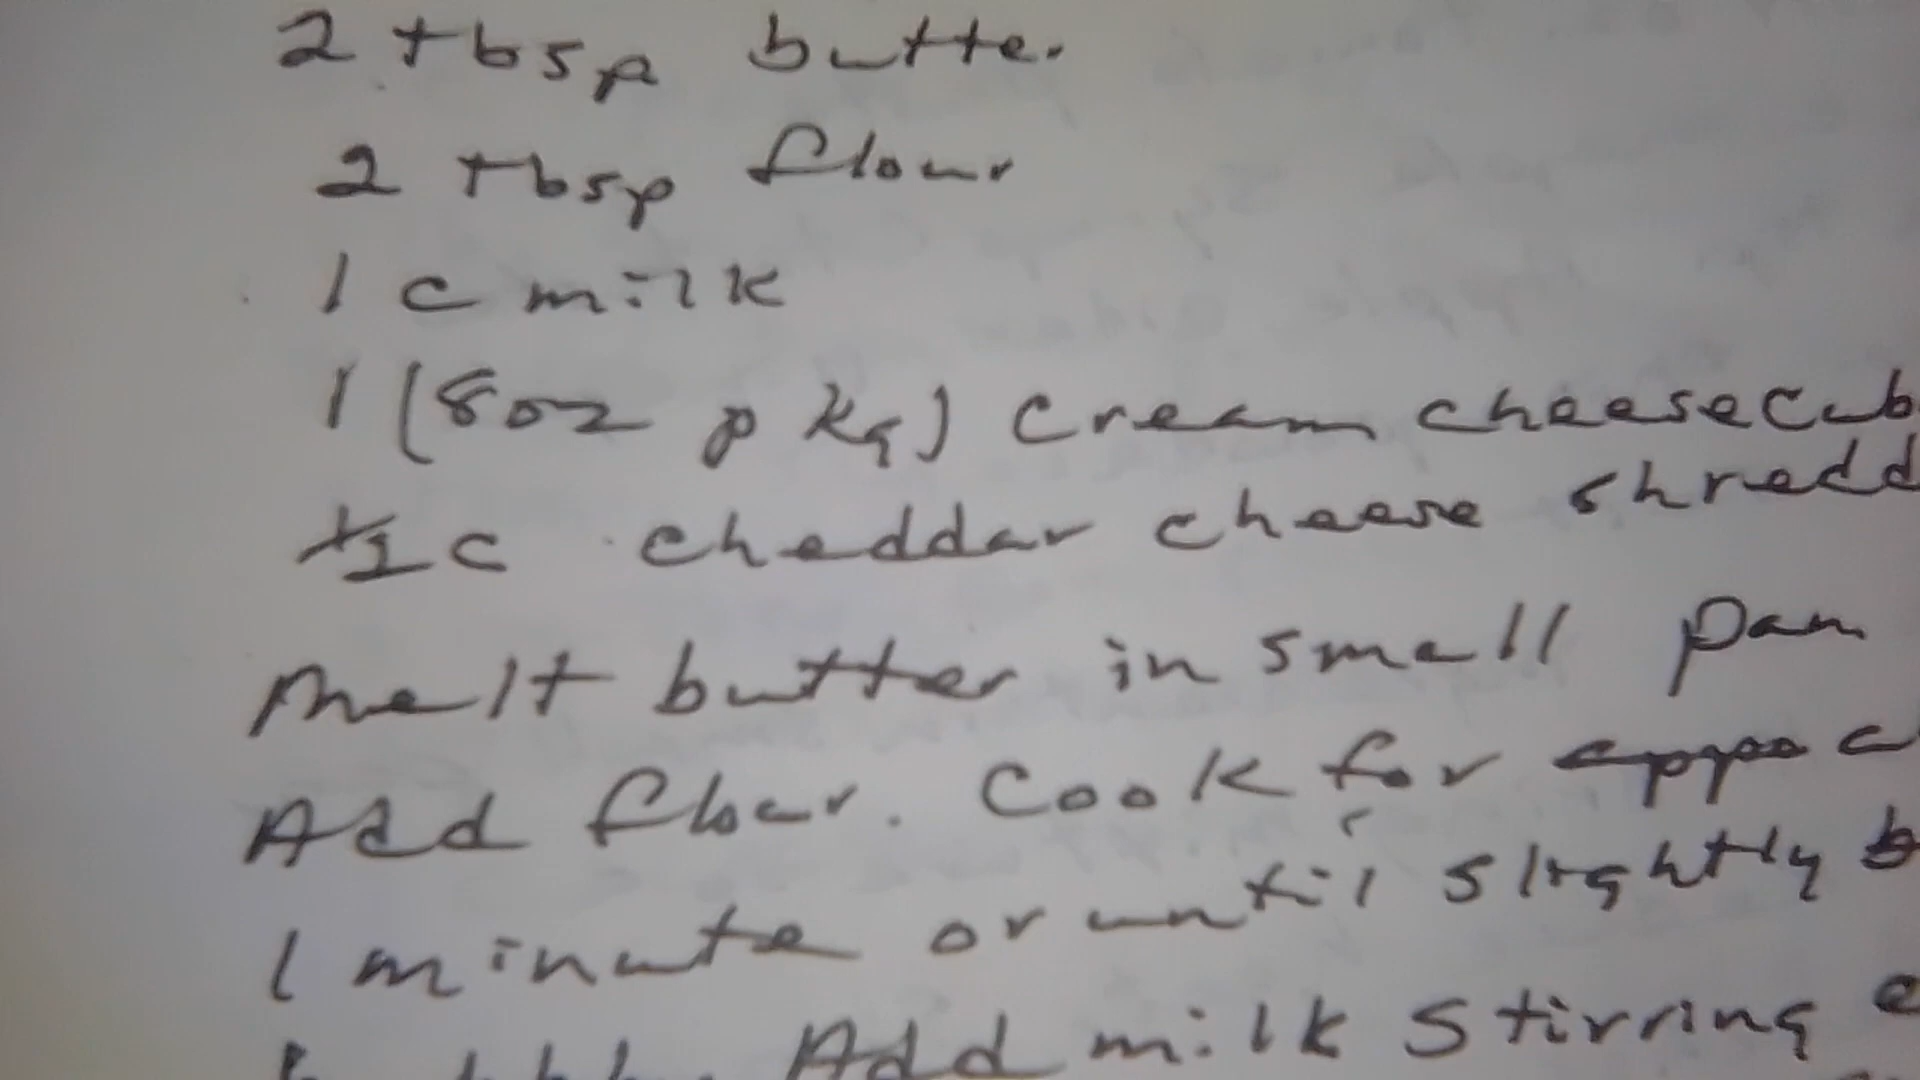 2 tbsp butter
2 tbsp flour
1 c milk
1 (8oz pkg) cream cheese cub
½ c cheddar cheese shredd
Melt butter in small pan
Add flour. Cook for
1 minute or until slightly b
Add milk stirring